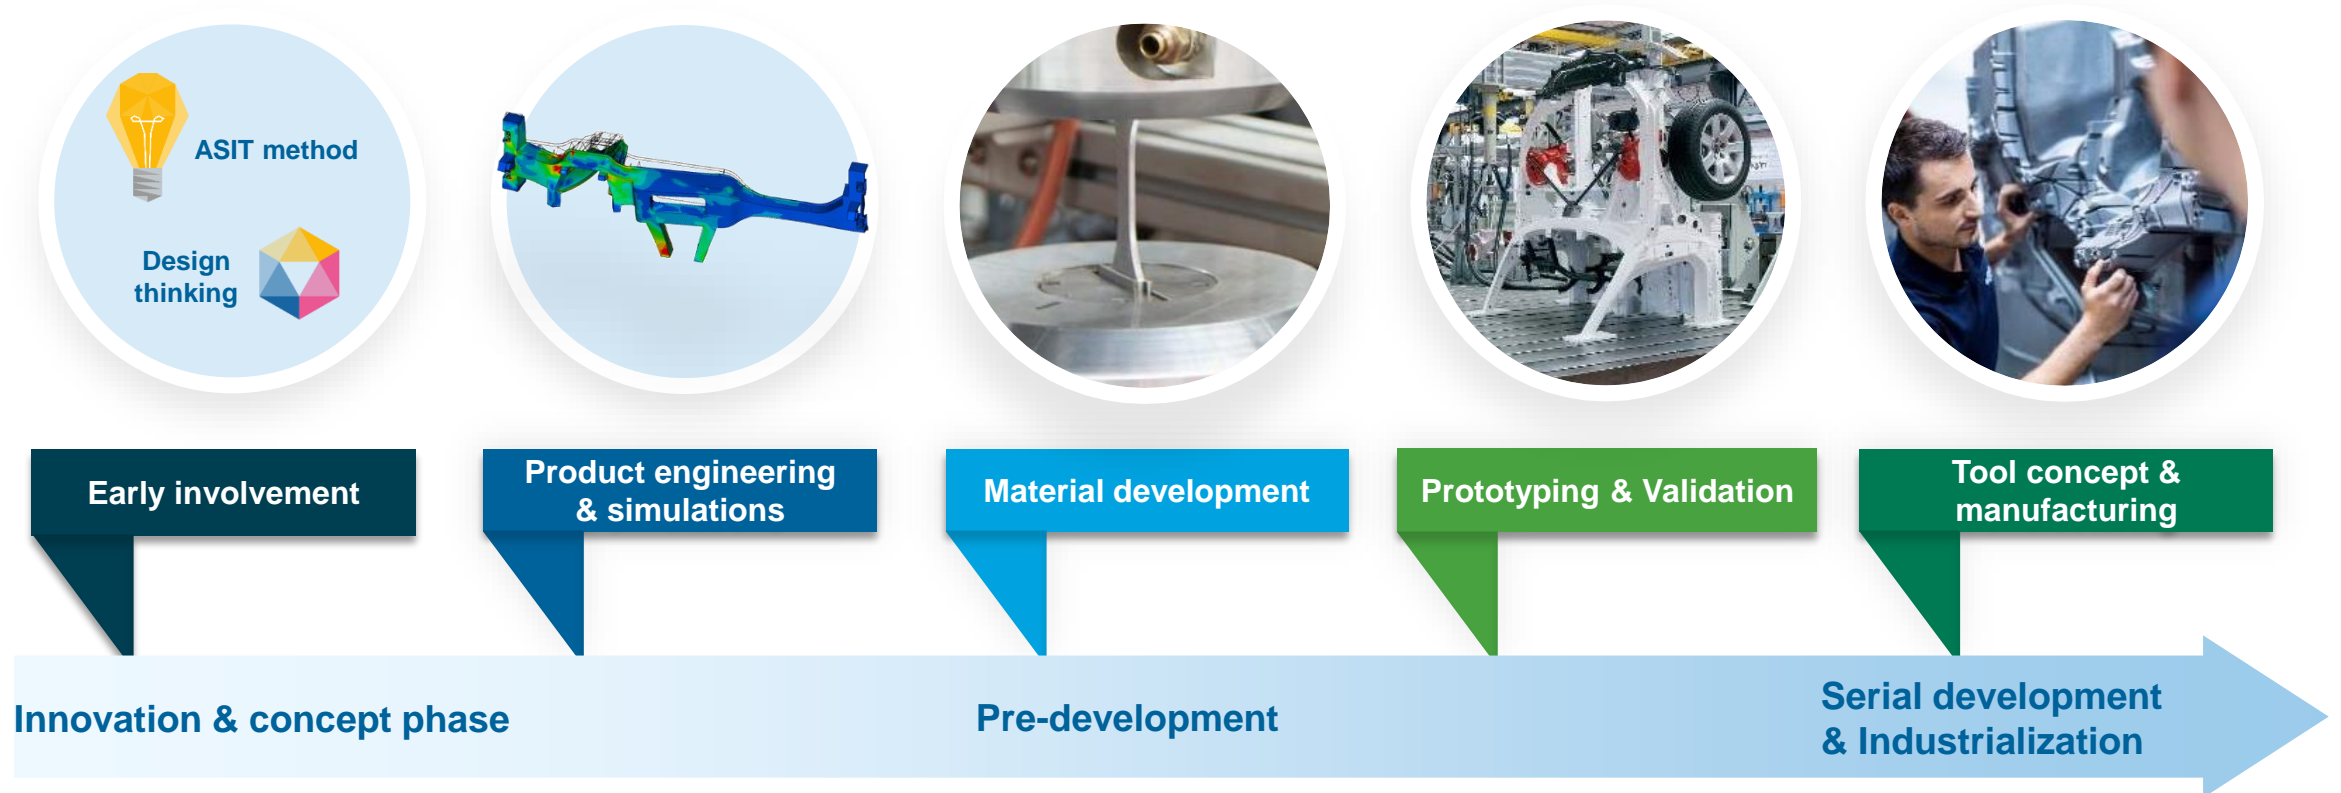 ASIT method
Design
thinking
Early involvement
Product engineering
& simulations
Material development
Prototyping & Validation
Tool concept &
manufacturing
Innovation & concept phase
Pre-development
Serial development
& Industrialization